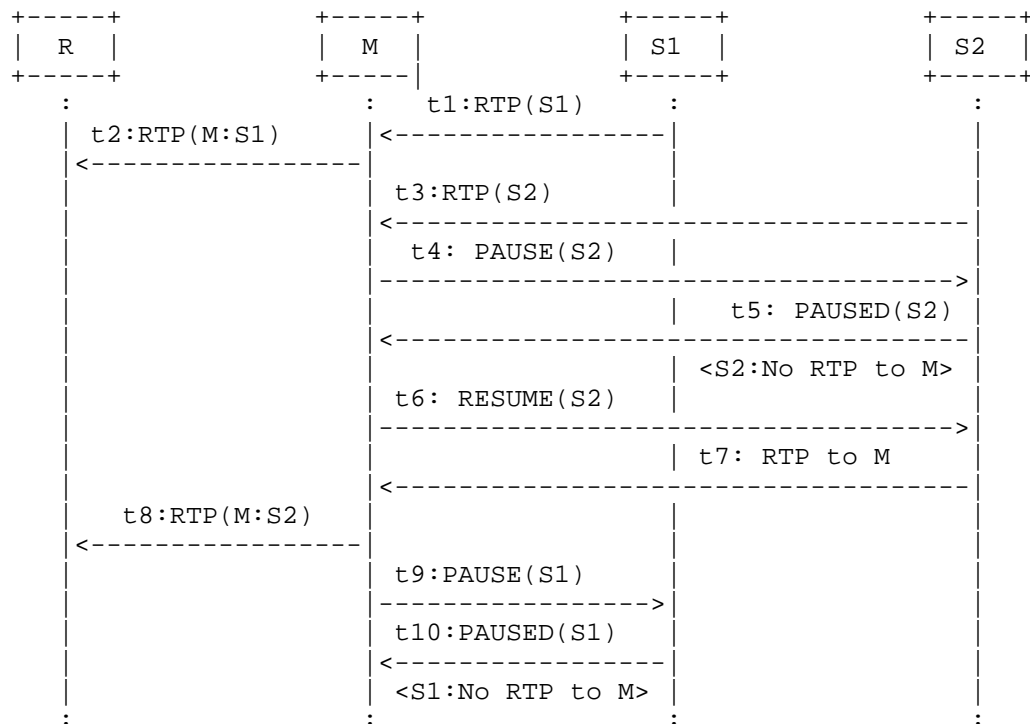 R M S1 S2
t1:RTP(S1)
t2:RTP(M:S1)
t3:RTP(S2)
t4: PAUSE(S2)
t5: PAUSED(S2)
<S2:No RTP to M>
t6: RESUME(S2)
t7: RTP to M
t8:RTP(M:S2)
t9:PAUSE(S1)
t10:PAUSED(S1)
<S1:No RTP to M>